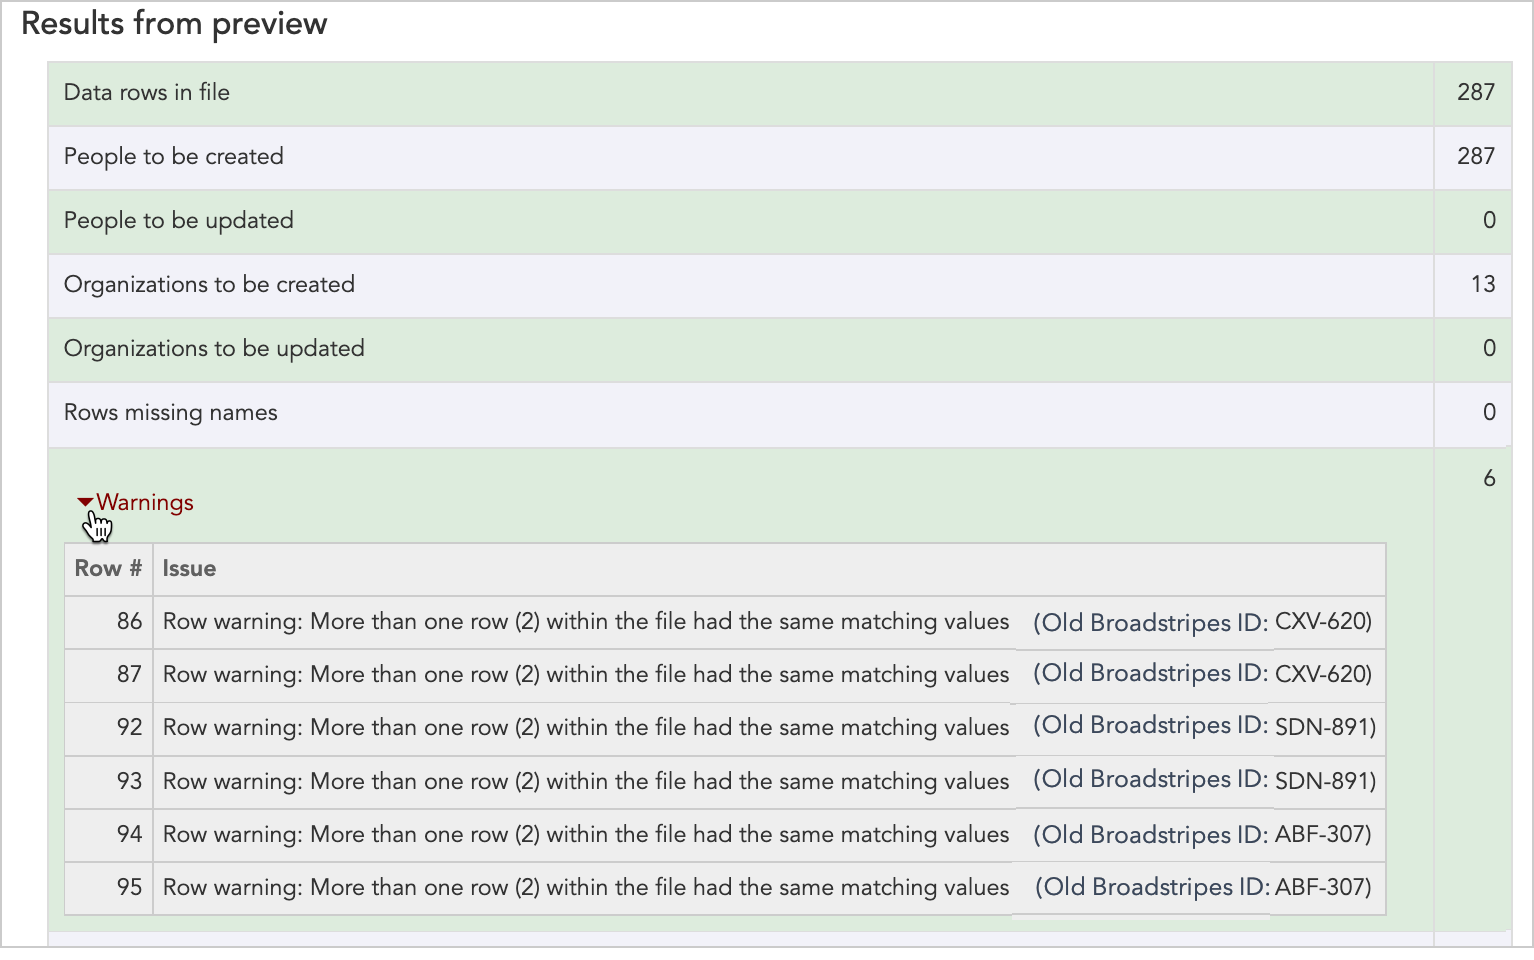 Results from preview
Data rows in file 287
People to be created 287
People to be updated 0
Organizations to be created 13
Organizations to be updated 0
Rows missing names 0
Warnings 6
Row # Issue
86 Row warning: More than one row (2) within the file had the same matching values (Old Broadstripes ID: CXV-620)
87 Row warning: More than one row (2) within the file had the same matching values (Old Broadstripes ID: CXV-620)
92 Row warning: More than one row (2) within the file had the same matching values (Old Broadstripes ID: SDN-891)
93 Row warning: More than one row (2) within the file had the same matching values (Old Broadstripes ID: SDN-891)
94 Row warning: More than one row (2) within the file had the same matching values (Old Broadstripes ID: ABF-307)
95 Row warning: More than one row (2) within the file had the same matching values (Old Broadstripes ID: ABF-307)